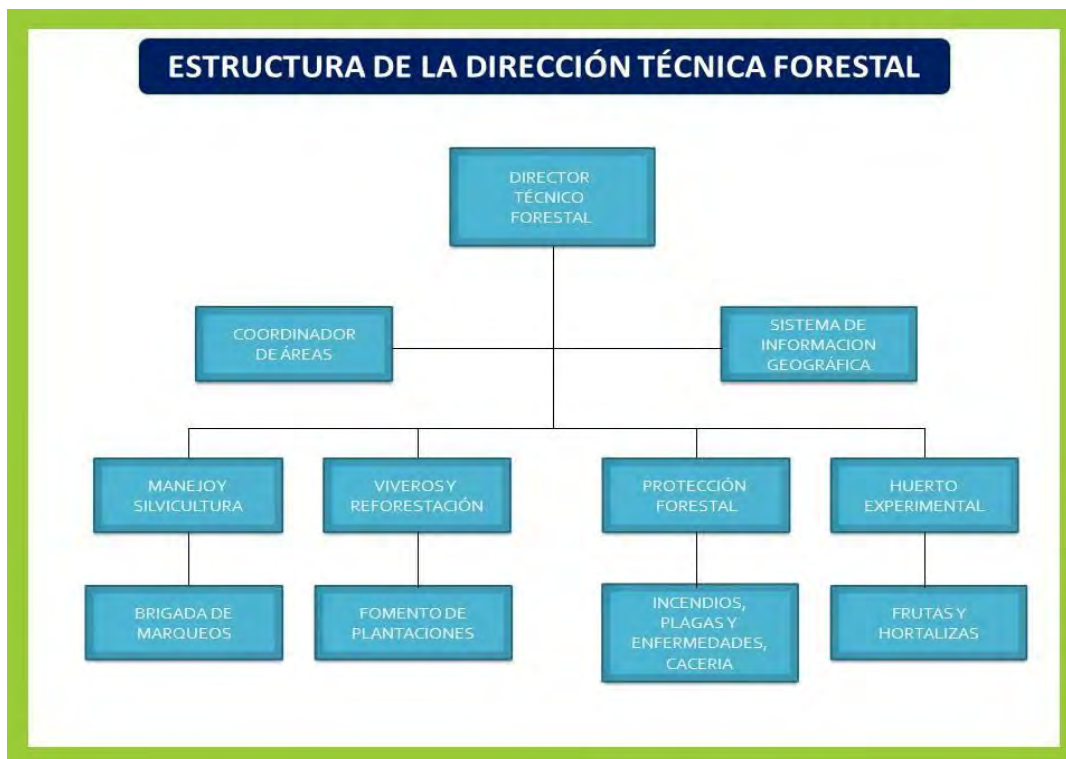 ESTRUCTURA DE LA DIRECCIÓN TÉCNICA FORESTAL
DIRECTOR
TÉCNICO
FORESTAL
COORDINADOR
DE ÁREAS
SISTEMA DE
INFORMACION
GEOGRÁFICA
MANEJO Y
SILVICULTURA
VIVEROS Y
REFORESTACIÓN
PROTECCIÓN
FORESTAL
HUERTO
EXPERIMENTAL
BRIGADA DE
MARQUEOS
FOMENTO DE
PLANTACIONES
INCENDIOS,
PLAGAS Y
ENFERMEDADES,
CACERIA
FRUTAS Y
HORTALIZAS